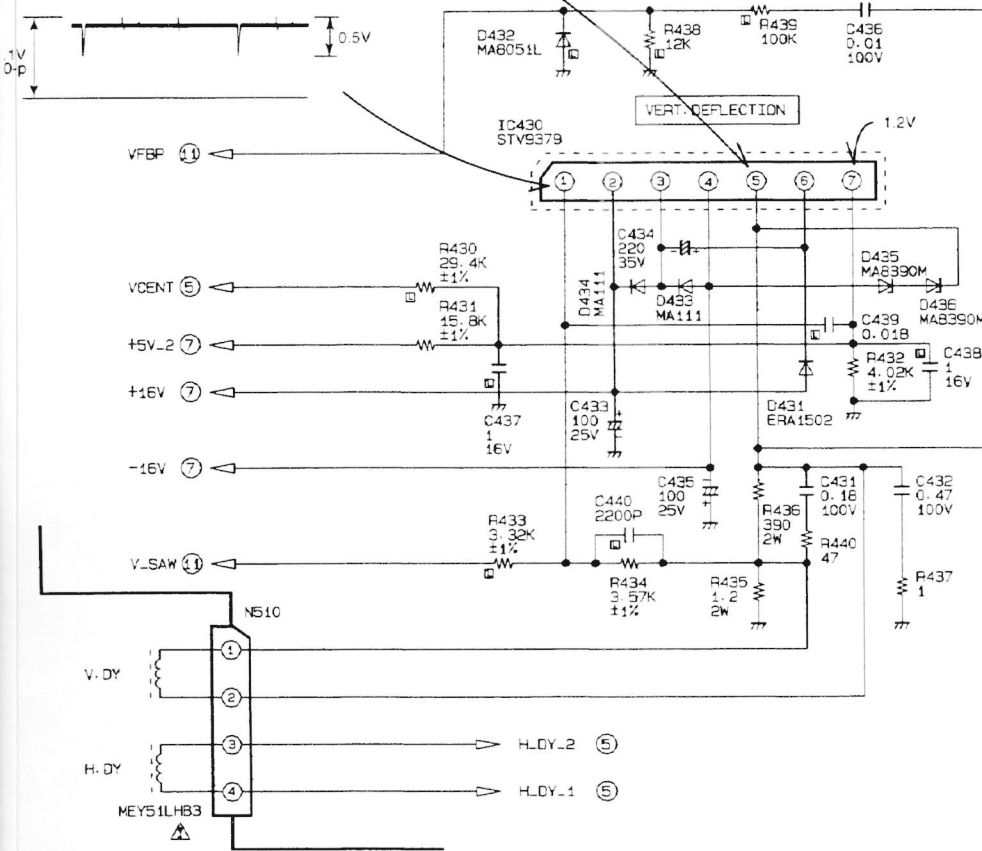 .1V
0-p
0.5V
D432
MA8051L
L
R438
12K
L
L
R439
100K
C436
0.01
100V
VERT.DEFLECTION
IC430
STV9379
1.2V
VFBP 11
1
2
3
4
5
6
7
C434
220
35V
- +
R430
29.4K
±1%
VCENT 5
L
D434
MA111
D433
MA111
D435
MA8390M
D436
MA8390M
R431
15.8K
±1%
+5V_2 7
C439
0.018
L
L
C438
1
16V
R432
4.02K
±1%
+16V 7
L
C437
1
16V
C433
100
25V
+
-
D431
ERA1502
-16V 7
C435
100
25V
-
+
C440
2200P
L
R436
390
2W
C431
0.18
100V
C432
0.47
100V
R433
3.32K
±1%
L
V_SAW 11
R434
3.57K
±1%
R435
1.2
2W
R440
47
R437
1
N510
V.DY
1
2
H.DY
3
4
H_DY_2 5
H_DY_1 5
MEY51LHB3
!